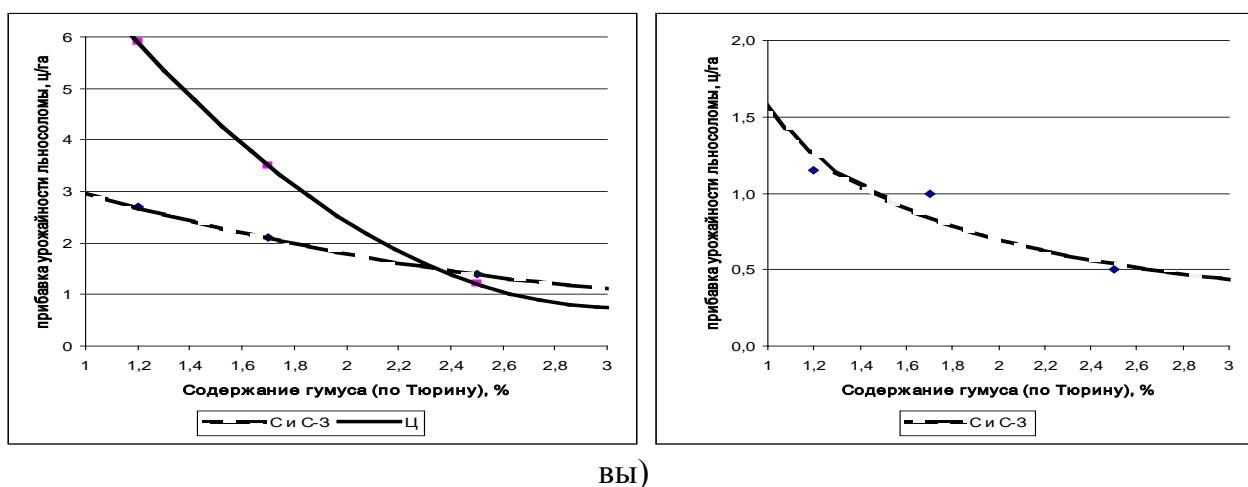 прибавка урожайности льносоломы, ц/га
6
5
4
3
2
1
0
1 1,2 1,4 1,6 1,8 2 2,2 2,4 2,6 2,8 3
Содержание гумуса (по Тюрину), %
С и С-З Ц
прибавка урожайности льносоломы, ц/га
2,0
1,5
1,0
0,5
0,0
1 1,2 1,4 1,6 1,8 2 2,2 2,4 2,6 2,8 3
Содержание гумуса (по Тюрину), %
С и С-З
вы)